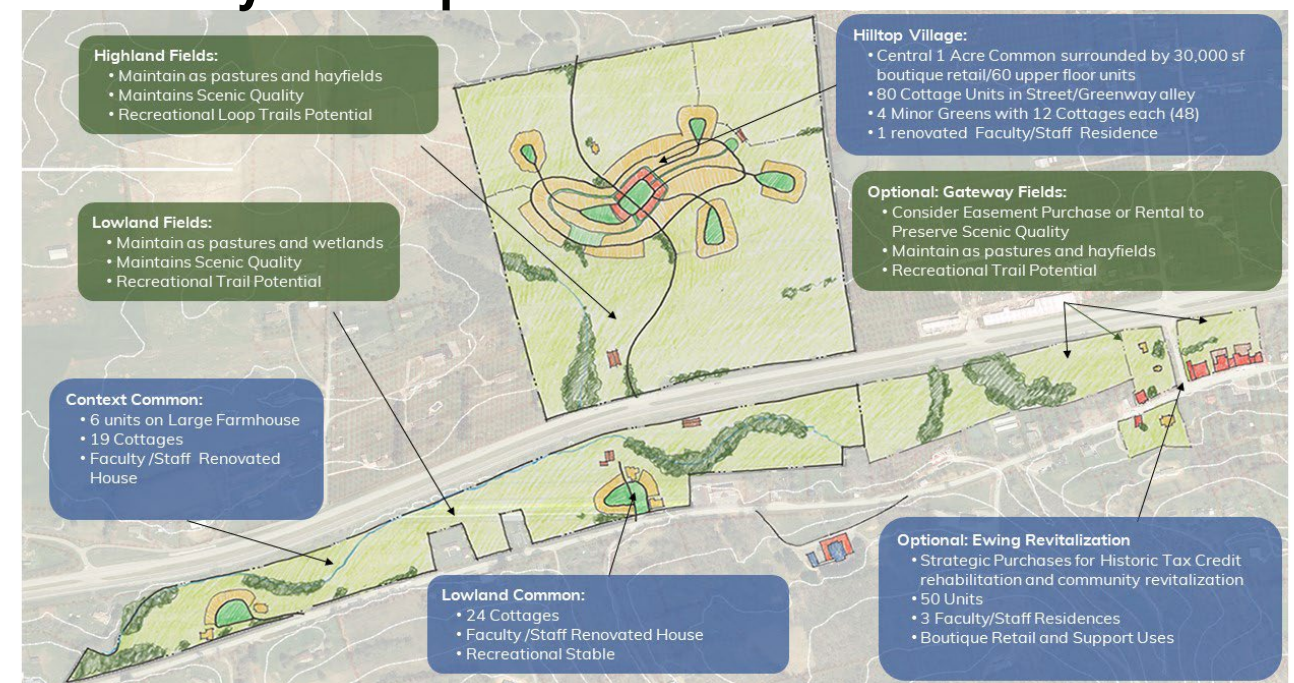 Highland Fields:
• Maintain as pastures and hayfields
• Maintains Scenic Quality
• Recreational Loop Trails Potential
Hilltop Village:
• Central 1 Acre Common surrounded by 30,000 sf
boutique retail/60 upper floor units
• 80 Cottage Units in Street/Greenway alley
• 4 Minor Greens with 12 Cottages each (48)
• 1 renovated Faculty/Staff Residence
Lowland Fields:
• Maintain as pastures and wetlands
• Maintains Scenic Quality
• Recreational Trail Potential
Optional: Gateway Fields:
• Consider Easement Purchase or Rental to
Preserve Scenic Quality
• Maintain as pastures and hayfields
• Recreational Trail Potential
Context Common:
• 6 units on Large Farmhouse
• 19 Cottages
• Faculty /Staff Renovated
House
Lowland Common:
• 24 Cottages
• Faculty /Staff Renovated House
• Recreational Stable
Optional: Ewing Revitalization
• Strategic Purchases for Historic Tax Credit
rehabilitation and community revitalization
• 50 Units
• 3 Faculty/Staff Residences
• Boutique Retail and Support Uses